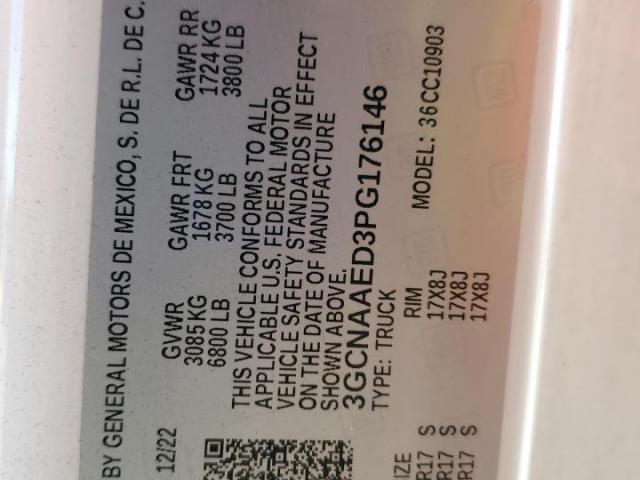 BY GENERAL MOTORS DE MEXICO, S. DE R.L. DE C.
12/22 GVWR GAWR FRT GAWR RR
3085 KG 1678 KG 1724 KG
6800 LB 3700 LB 3800 LB
THIS VEHICLE CONFORMS TO ALL
APPLICABLE U.S. FEDERAL MOTOR
VEHICLE SAFETY STANDARDS IN EFFECT
ON THE DATE OF MANUFACTURE
SHOWN ABOVE.
3GCNAAED3PG176146
TYPE: TRUCK MODEL: 36CC10903
IZE RIM
R17 S 17X8J
R17 S 17X8J
R17 S 17X8J